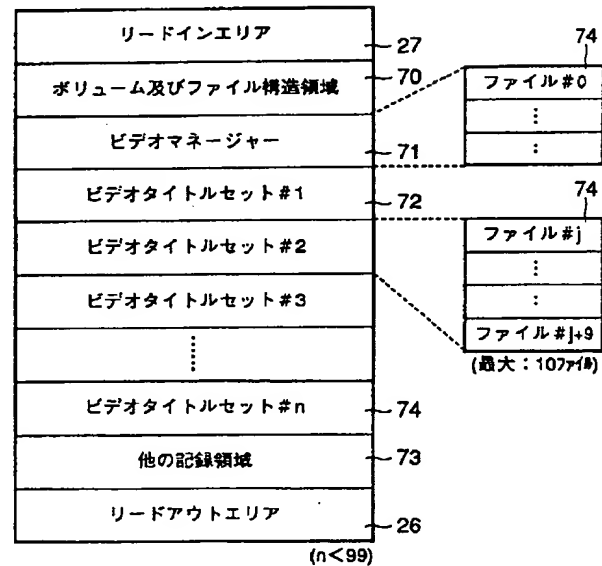 リードインエリア
27
ボリューム及びファイル構造領域
70
ビデオマネージャー
71
ビデオタイトルセット#1
72
ビデオタイトルセット#2
ビデオタイトルセット#3
ビデオタイトルセット#n
74
他の記録領域
73
リードアウトエリア
26
(n<99)
74
ファイル#0
74
ファイル#j
ファイル#j+9
(最大：10ファイル)